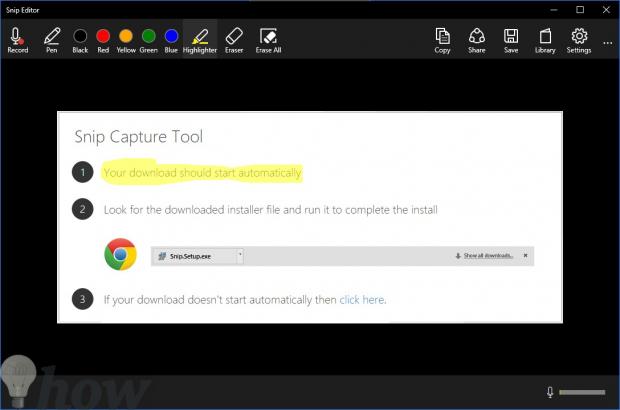 Snip Editor
Record Pen Black Red Yellow Green Blue Highlighter Eraser Erase All Copy Share Save Library Settings
Snip Capture Tool
1 Your download should start automatically
2 Look for the downloaded installer file and run it to complete the install
Snip.Setup.exe Show all downloads...
3 If your download doesn't start automatically then click here.
how